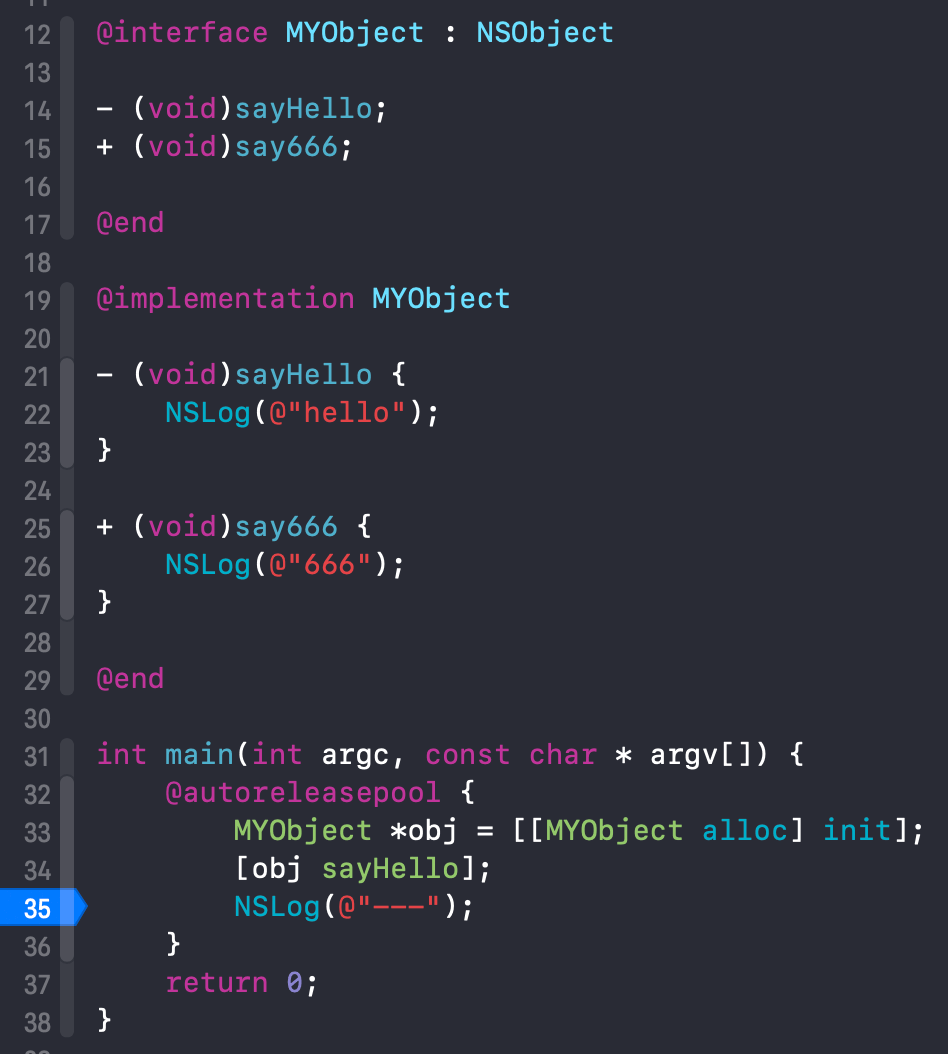 12 @interface MYObject : NSObject
13
14 - (void)sayHello;
15 + (void)say666;
16
17 @end
18
19 @implementation MYObject
20
21 - (void)sayHello {
22     NSLog(@"hello");
23 }
24
25 + (void)say666 {
26     NSLog(@"666");
27 }
28
29 @end
30
31 int main(int argc, const char * argv[]) {
32     @autoreleasepool {
33         MYObject *obj = [[MYObject alloc] init];
34         [obj sayHello];
35         NSLog(@"---");
36     }
37     return 0;
38 }